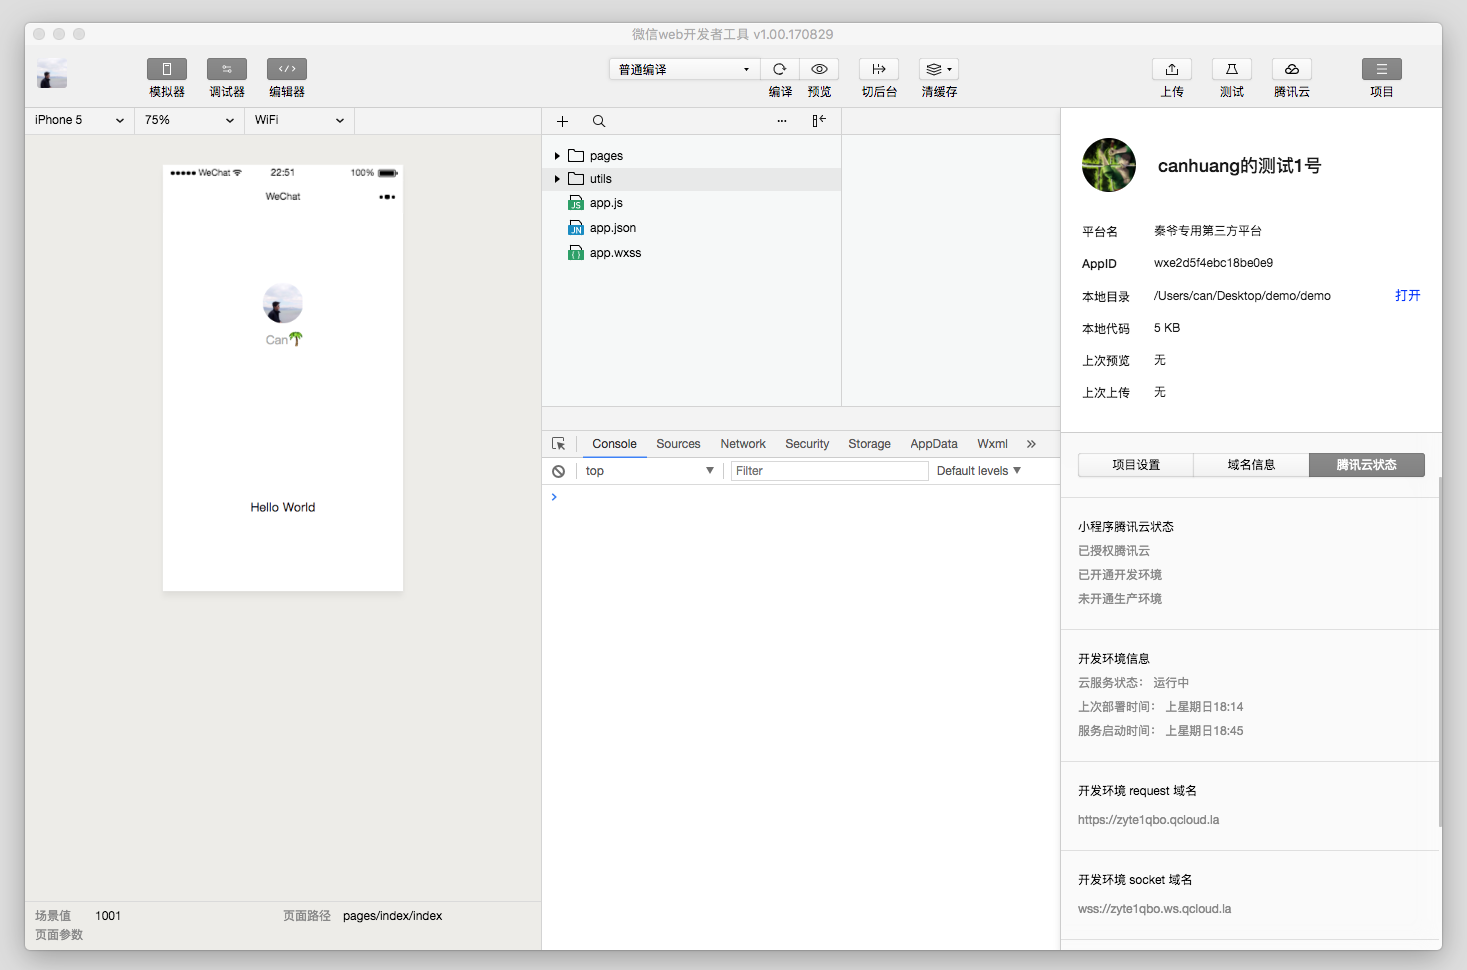 微信web开发者工具 v1.00.170829
模拟器 调试器 编辑器 普通编译 编译 预览 切后台 清缓存 上传 测试 腾讯云 项目
iPhone 5 75% WiFi
WeChat 22:51 100%
WeChat
Can
Hello World
场景值 1001 页面路径 pages/index/index
页面参数
pages
utils
JS app.js
JN app.json
app.wxss
Console Sources Network Security Storage AppData Wxml
top Filter Default levels
canhuang的测试1号
平台名 秦爷专用第三方平台
AppID wxe2d5f4ebc18be0e9
本地目录 /Users/can/Desktop/demo/demo 打开
本地代码 5 KB
上次预览 无
上次上传 无
项目设置 域名信息 腾讯云状态
小程序腾讯云状态
已授权腾讯云
已开通开发环境
未开通生产环境
开发环境信息
云服务状态： 运行中
上次部署时间： 上星期日18:14
服务启动时间： 上星期日18:45
开发环境 request 域名
https://zyte1qbo.qcloud.la
开发环境 socket 域名
wss://zyte1qbo.ws.qcloud.la